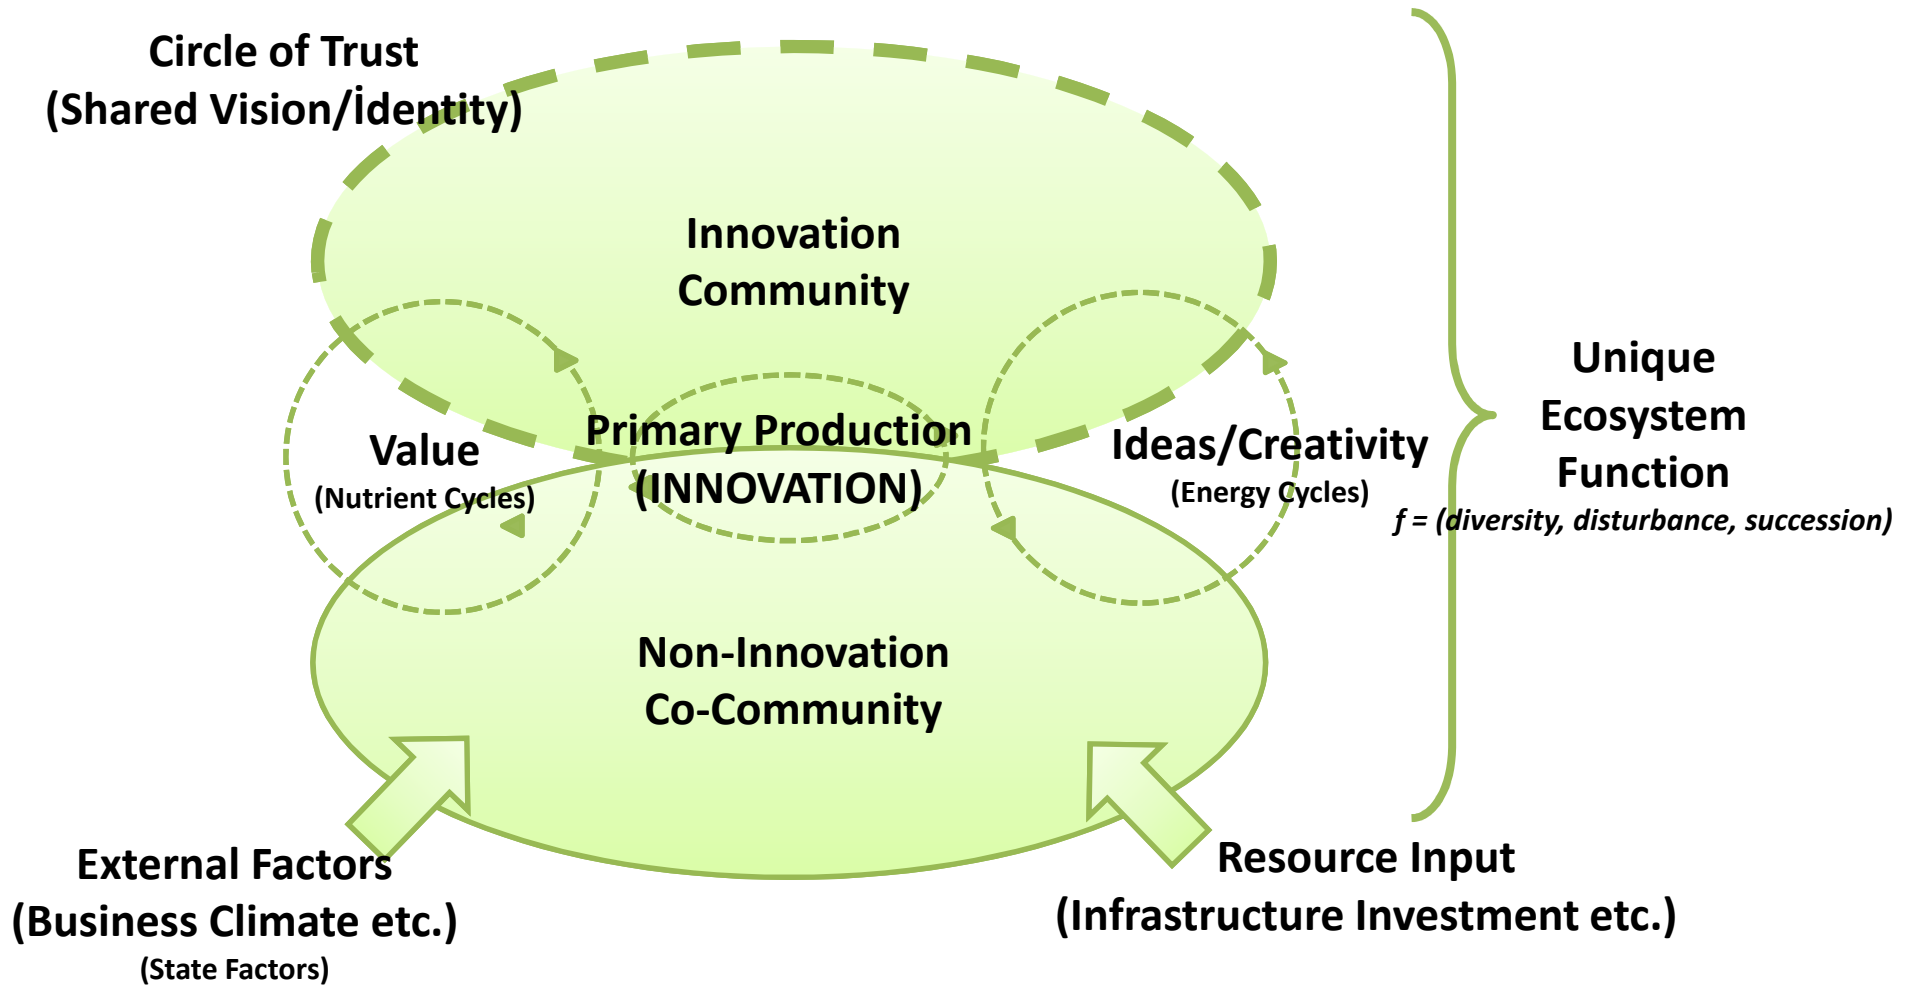 Circle of Trust
(Shared Vision/İdentity)
Innovation
Community
Primary Production
(INNOVATION)
Value
(Nutrient Cycles)
Ideas/Creativity
(Energy Cycles)
Unique
Ecosystem
Function
f = (diversity, disturbance, succession)
Non-Innovation
Co-Community
External Factors
(Business Climate etc.)
(State Factors)
Resource Input
(Infrastructure Investment etc.)